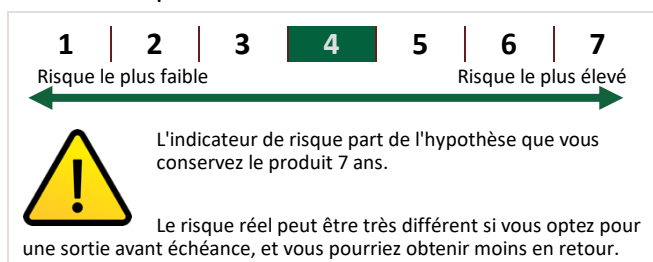 1 2 3 4 5 6 7
Risque le plus faible Risque le plus élevé
L'indicateur de risque part de l'hypothèse que vous
conservez le produit 7 ans.
Le risque réel peut être très différent si vous optez pour
une sortie avant échéance, et vous pourriez obtenir moins en retour.